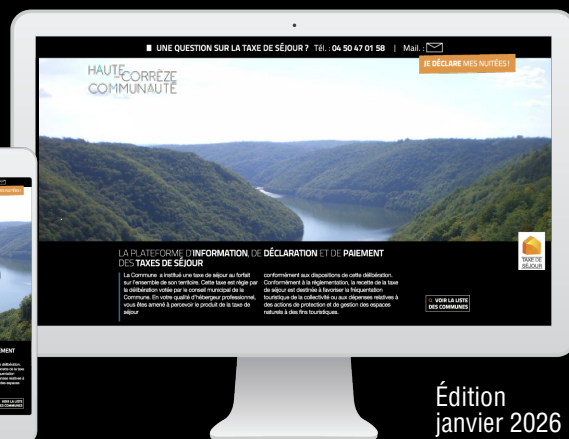 UNE QUESTION SUR LA TAXE DE SÉJOUR ? Tél. : 04 50 47 01 58 | Mail. :
JE DÉCLARE MES NUITÉES !
HAUTE-CORRÈZE
COMMUNAUTÉ
LA PLATEFORME D'INFORMATION, DE DÉCLARATION ET DE PAIEMENT
DES TAXES DE SÉJOUR
La Commune a institué une taxe de séjour au forfait
sur l'ensemble de son territoire. Cette taxe est régie par
la délibération votée par le conseil municipal de la
Commune. En votre qualité d'hébergeur professionnel,
vous êtes amené à percevoir le produit de la taxe de
séjour
conformément aux dispositions de cette délibération.
Conformément à la réglementation, la recette de la taxe
de séjour est destinée à favoriser la fréquentation
touristique de la collectivité ou aux dépenses relatives à
des actions de protection et de gestion des espaces
naturels à des fins touristiques.
TAXE DE
SÉJOUR
VOIR LA LISTE
DES COMMUNES
EMENT
VOIR LA LISTE
DES COMMUNES
Édition
janvier 2026